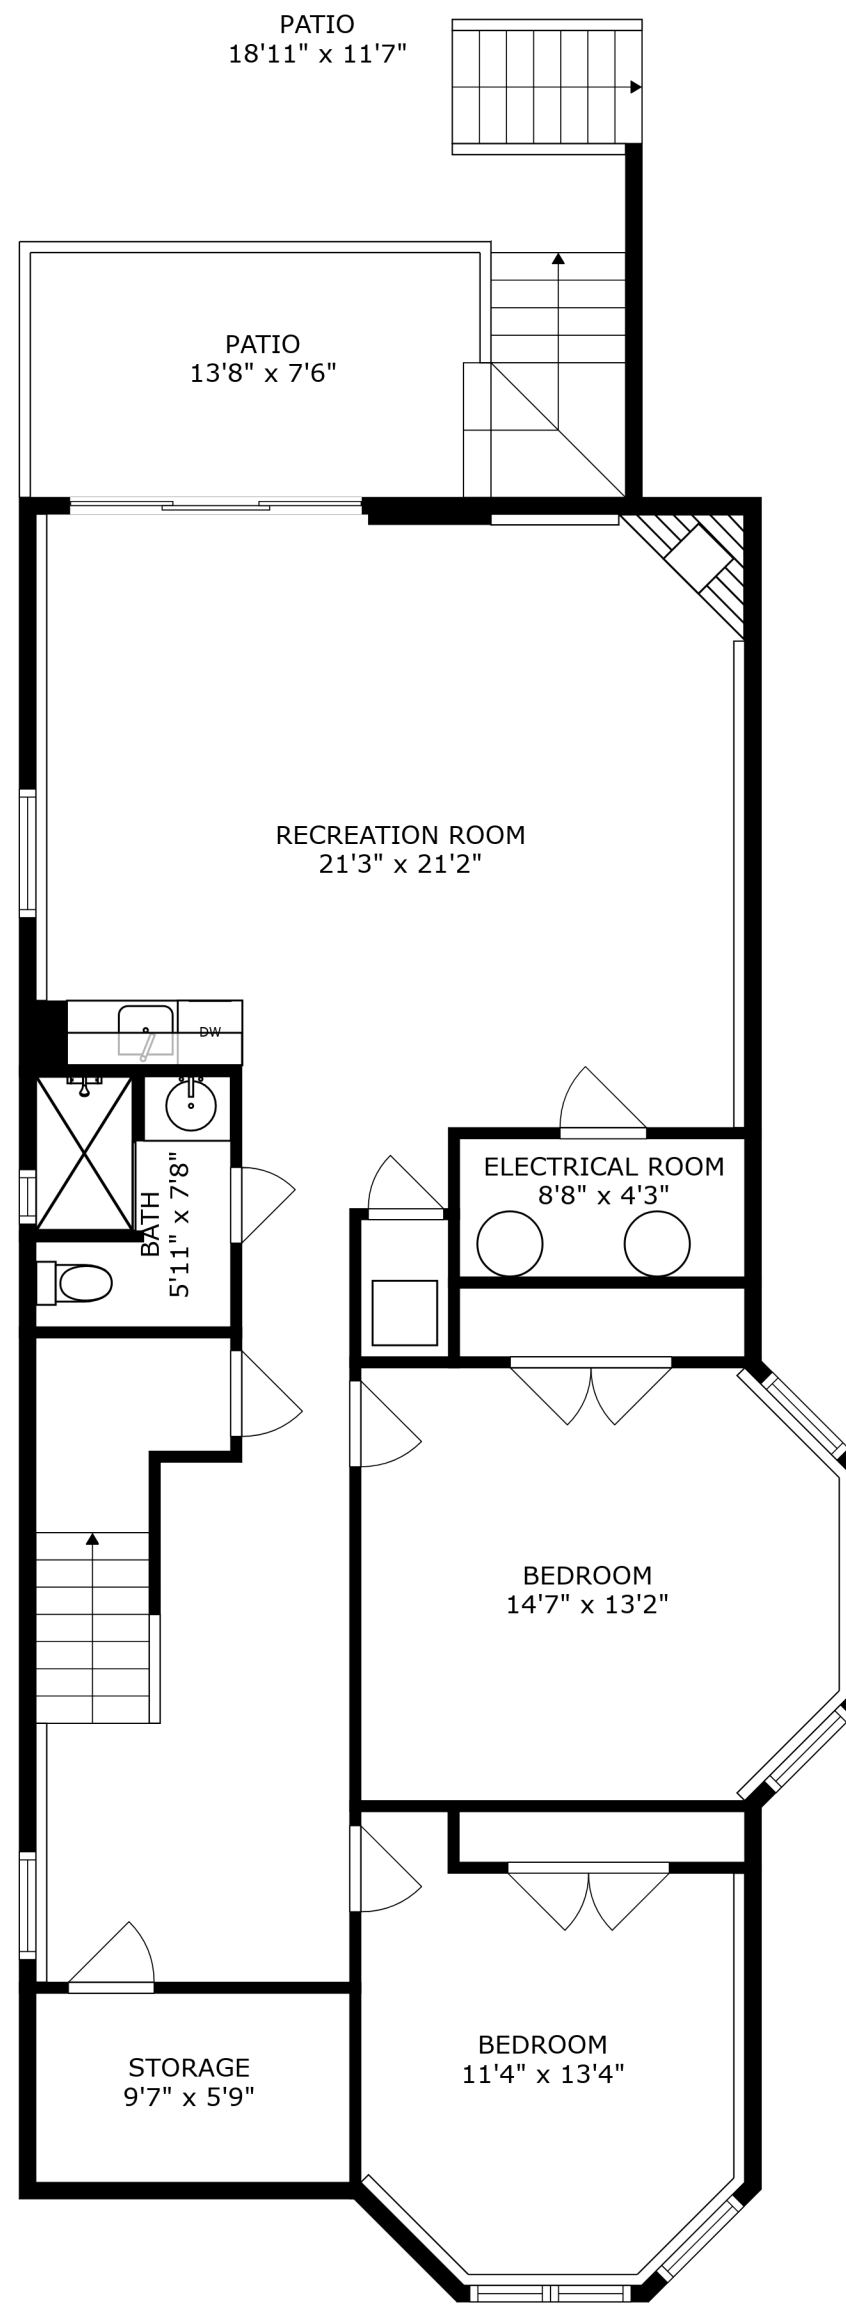 PATIO
18'11" x 11'7"
PATIO
13'8" x 7'6"
RECREATION ROOM
21'3" x 21'2"
DW
ELECTRICAL ROOM
8'8" x 4'3"
BATH
5'11" x 7'8"
BEDROOM
14'7" x 13'2"
BEDROOM
11'4" x 13'4"
STORAGE
9'7" x 5'9"